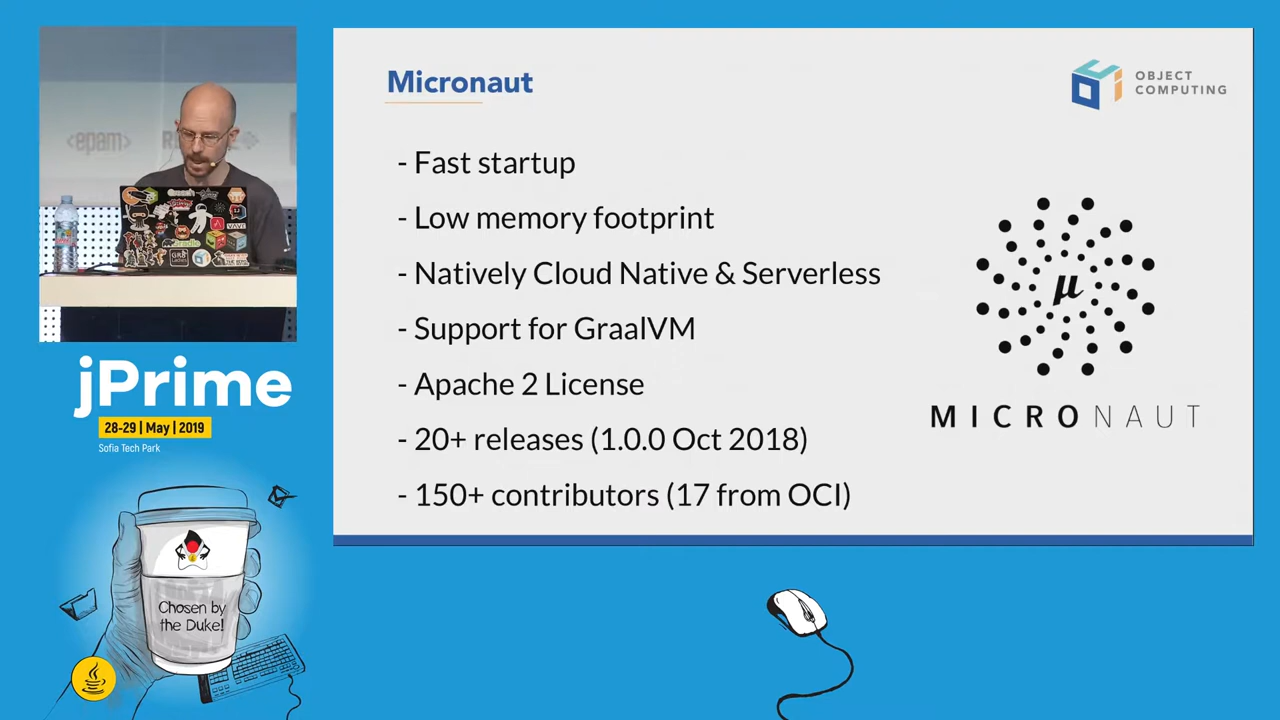 Micronaut
OBJECT
COMPUTING
- Fast startup
- Low memory footprint
- Natively Cloud Native & Serverless
- Support for GraalVM
- Apache 2 License
- 20+ releases (1.0.0 Oct 2018)
- 150+ contributors (17 from OCI)
µ
MICRONAUT
<epam>
Gradle
jPrime
28-29 | May | 2019
Sofia Tech Park
Chosen by
the Duke!